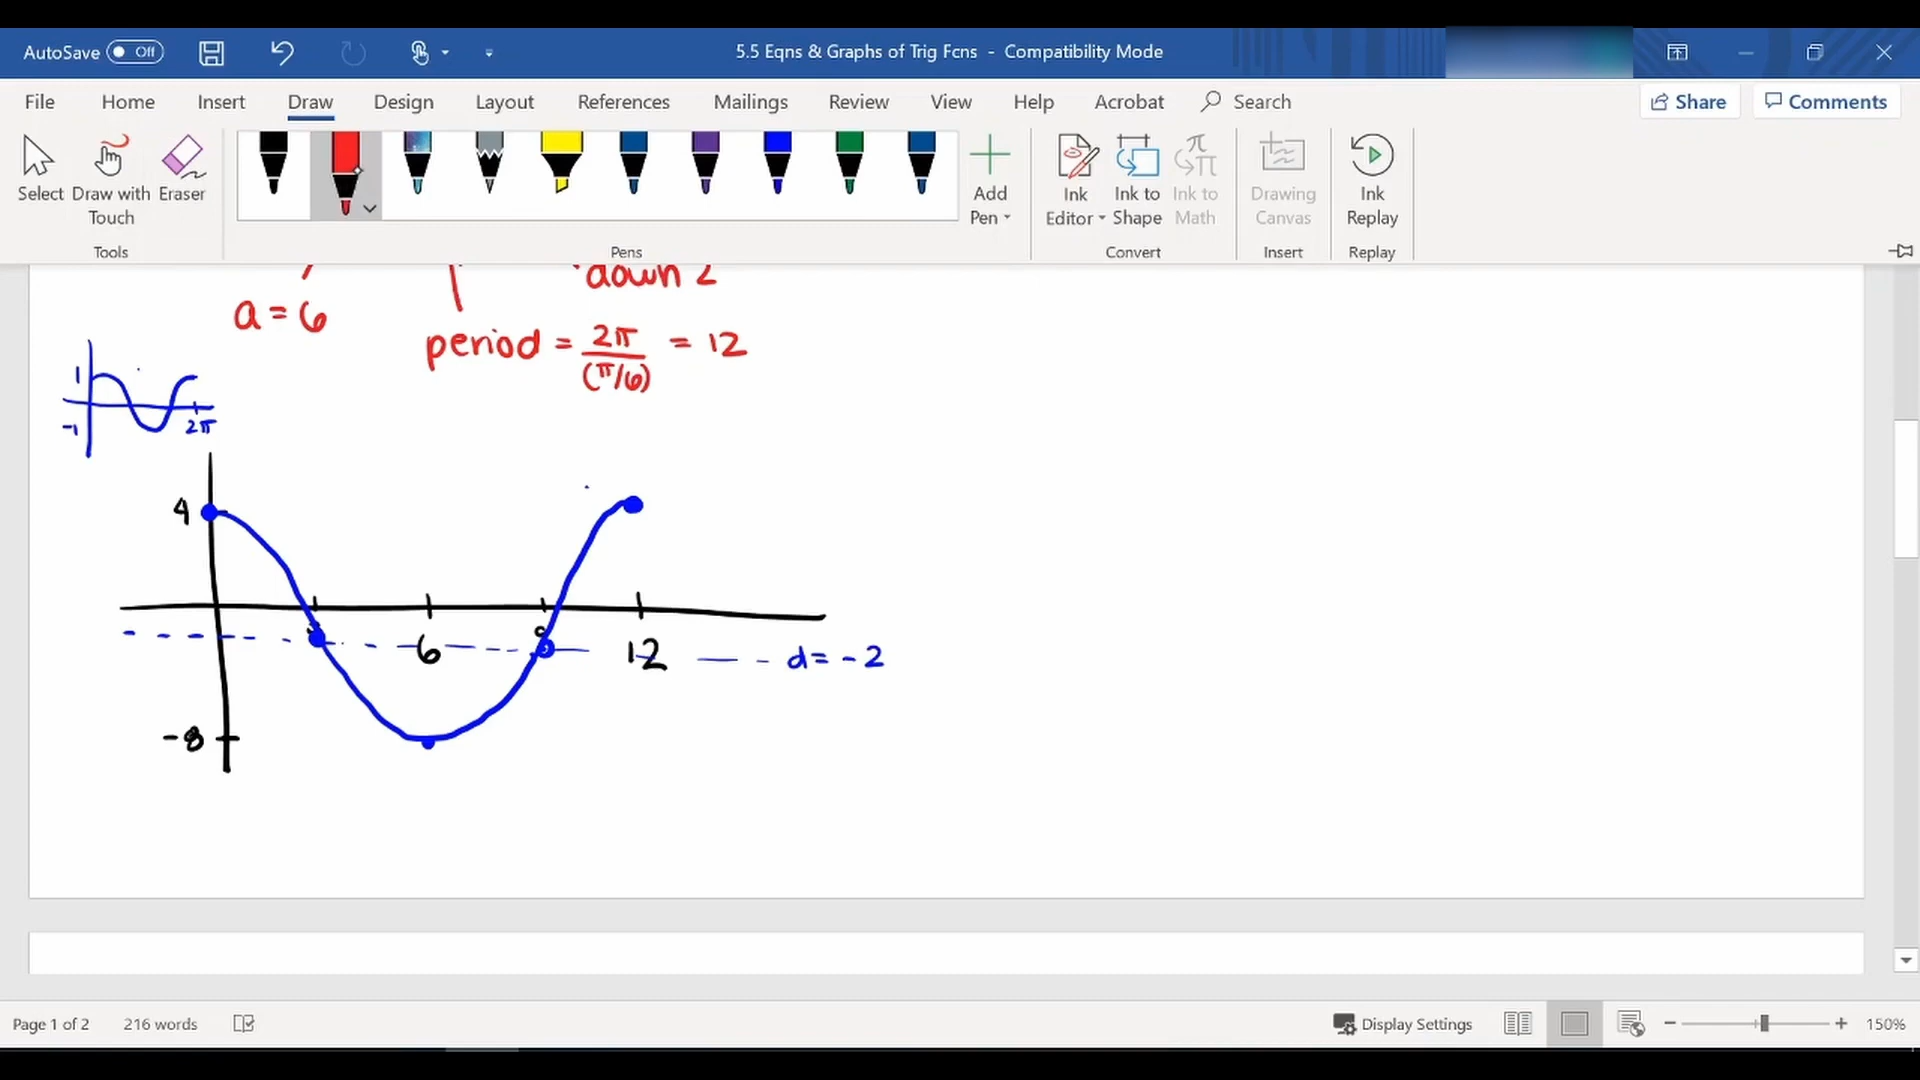 AutoSave Off
5.5 Eqns & Graphs of Trig Fcns - Compatibility Mode
File Home Insert Draw Design Layout References Mailings Review View Help Acrobat Search Share Comments
Select Draw with Touch Eraser
Add Pen
Ink Editor Ink to Shape Ink to Math
Drawing Canvas
Ink Replay
Tools Pens Convert Insert Replay
down 2
a = 6
period = 2π/(π/6) = 12
1
-1
2π
4
6
9
12
d = -2
-8
Page 1 of 2 216 words Display Settings 150%